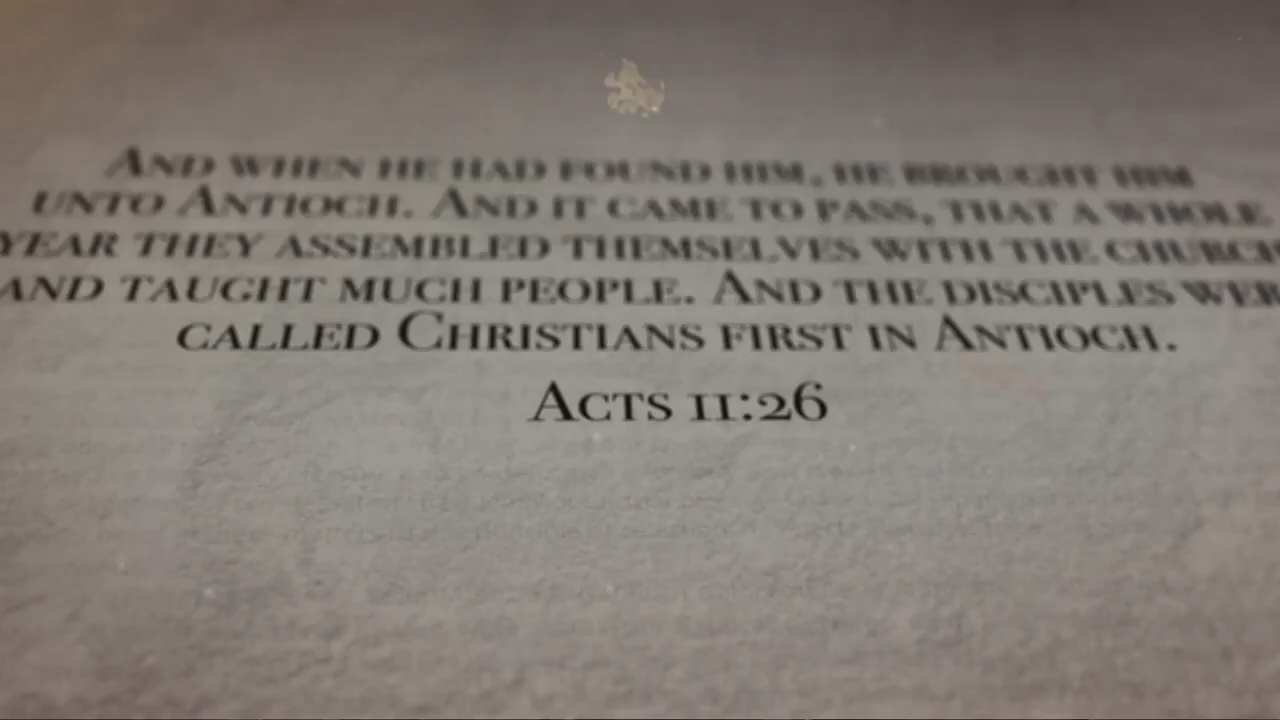 And when he had found him, he brought him
unto Antioch. And it came to pass, that a whole
year they assembled themselves with the church
and taught much people. And the disciples wer
called Christians first in Antioch.
Acts 11:26